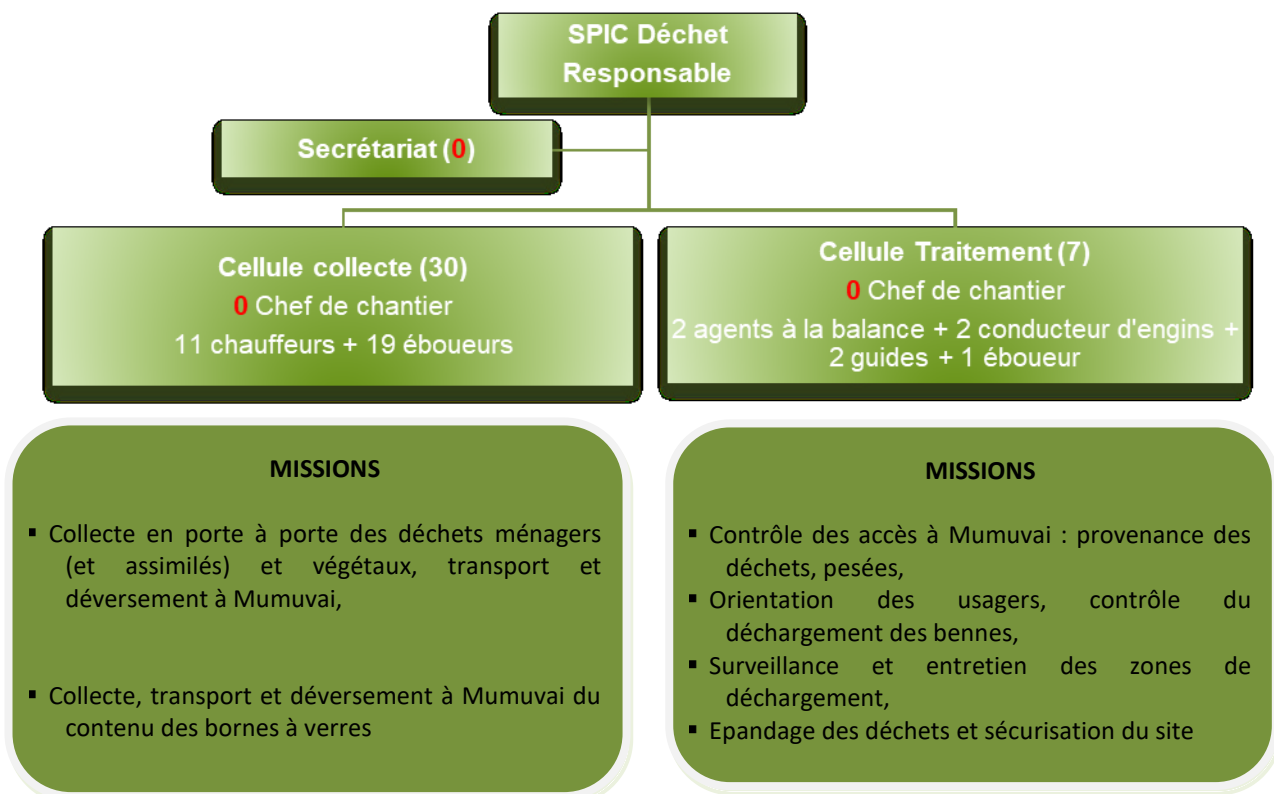 SPIC Déchet
Responsable
Secrétariat (0)
Cellule collecte (30)
0 Chef de chantier
11 chauffeurs + 19 éboueurs
Cellule Traitement (7)
0 Chef de chantier
2 agents à la balance + 2 conducteur d'engins +
2 guides + 1 éboueur
MISSIONS
▪ Collecte en porte à porte des déchets ménagers
(et assimilés) et végétaux, transport et
déversement à Mumuvai,
▪ Collecte, transport et déversement à Mumuvai du
contenu des bornes à verres
MISSIONS
▪ Contrôle des accès à Mumuvai : provenance des
déchets, pesées,
▪ Orientation des usagers, contrôle du
déchargement des bennes,
▪ Surveillance et entretien des zones de
déchargement,
▪ Epandage des déchets et sécurisation du site